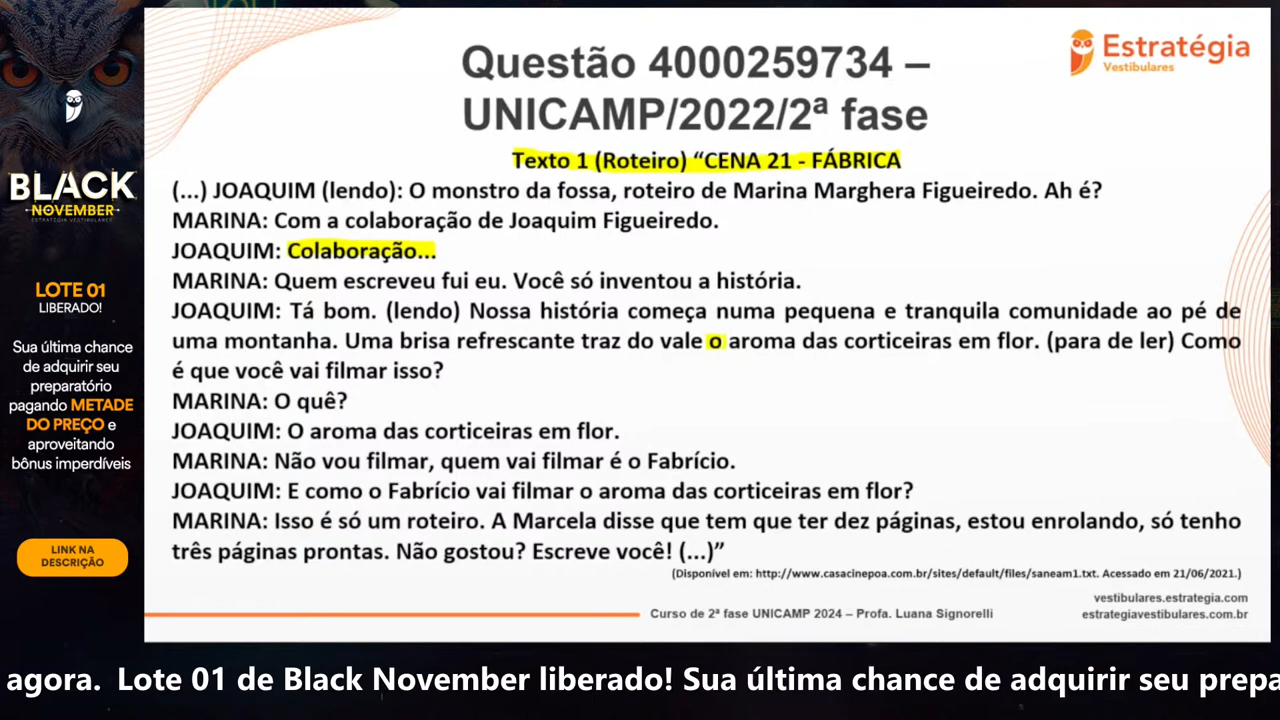 BLACK
NOVEMBER
ESTRATÉGIA VESTIBULARES
LOTE 01
LIBERADO!
Sua última chance
de adquirir seu
preparatório
pagando METADE
DO PREÇO e
aproveitando
bônus imperdíveis
LINK NA
DESCRIÇÃO
Questão 4000259734 –
UNICAMP/2022/2ª fase
Estratégia
Vestibulares
Texto 1 (Roteiro) “CENA 21 - FÁBRICA
(...) JOAQUIM (lendo): O monstro da fossa, roteiro de Marina Marghera Figueiredo. Ah é?
MARINA: Com a colaboração de Joaquim Figueiredo.
JOAQUIM: Colaboração...
MARINA: Quem escreveu fui eu. Você só inventou a história.
JOAQUIM: Tá bom. (lendo) Nossa história começa numa pequena e tranquila comunidade ao pé de
uma montanha. Uma brisa refrescante traz do vale o aroma das corticeiras em flor. (para de ler) Como
é que você vai filmar isso?
MARINA: O quê?
JOAQUIM: O aroma das corticeiras em flor.
MARINA: Não vou filmar, quem vai filmar é o Fabrício.
JOAQUIM: E como o Fabrício vai filmar o aroma das corticeiras em flor?
MARINA: Isso é só um roteiro. A Marcela disse que tem que ter dez páginas, estou enrolando, só tenho
três páginas prontas. Não gostou? Escreve você! (...)”
(Disponível em: http://www.casacinepoa.com.br/sites/default/files/saneam1.txt. Acessado em 21/06/2021.)
Curso de 2ª fase UNICAMP 2024 – Profa. Luana Signorelli
vestibulares.estrategia.com
estrategiavestibulares.com.br
agora. Lote 01 de Black November liberado! Sua última chance de adquirir seu prepa